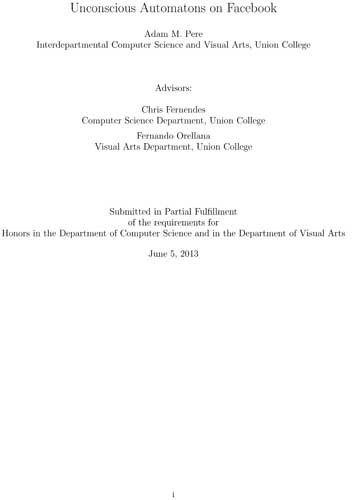 Unconscious Automatons on Facebook
Adam M. Pere
Interdepartmental Computer Science and Visual Arts, Union College
Advisors:
Chris Fernendes
Computer Science Department, Union College
Fernando Orellana
Visual Arts Department, Union College
Submitted in Partial Fulfillment
of the requirements for
Honors in the Department of Computer Science and in the Department of Visual Arts
June 5, 2013
i